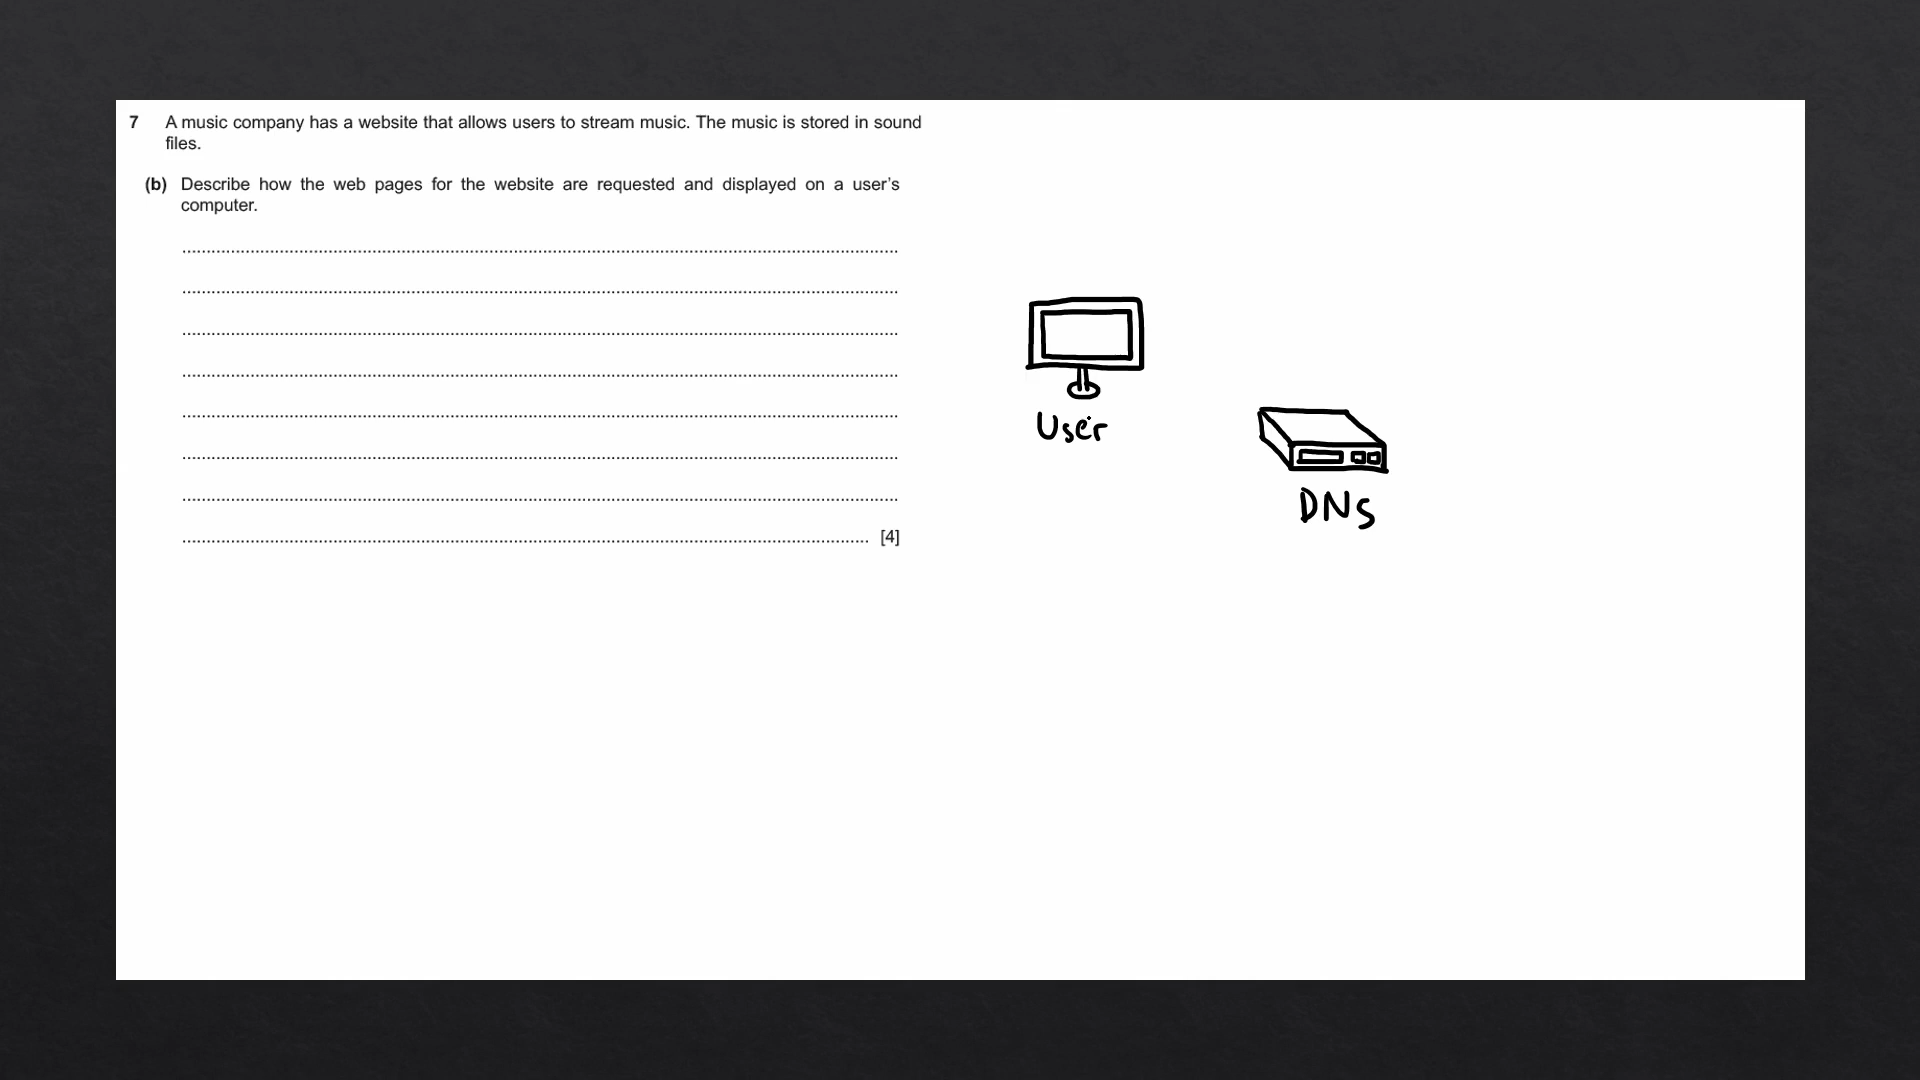 7 A music company has a website that allows users to stream music. The music is stored in sound
files.
(b) Describe how the web pages for the website are requested and displayed on a user's
computer.
[4]
User
DNS